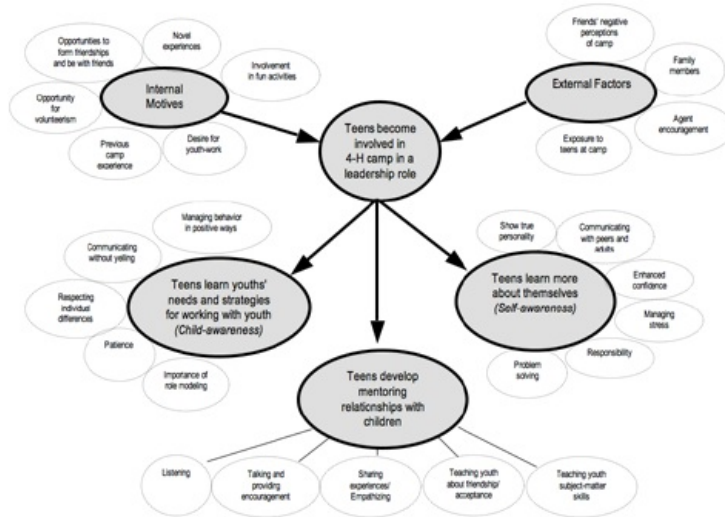 Opportunities to
form friendships
and be with friends
Novel
experiences
Involvement
in fun activities
Opportunity
for
volunteerism
Internal
Motives
Previous
camp
experience
Desire for
youth-work
Friends' negative
perceptions
of camp
Family
members
External Factors
Agent
encouragement
Exposure to
teens at camp
Teens become
involved in
4-H camp in a
leadership role
Managing behavior
in positive ways
Communicating
without yelling
Respecting
individual
differences
Patience
Importance of
role modeling
Teens learn youths'
needs and strategies
for working with youth
(Child-awareness)
Show true
personality
Communicating
with peers and
adults
Enhanced
confidence
Managing
stress
Responsibility
Problem
solving
Teens learn more
about themselves
(Self-awareness)
Teens develop
mentoring
relationships with
children
Listening
Talking and
providing
encouragement
Sharing
experiences/
Empathizing
Teaching youth
about friendship/
acceptance
Teaching youth
subject-matter
skills